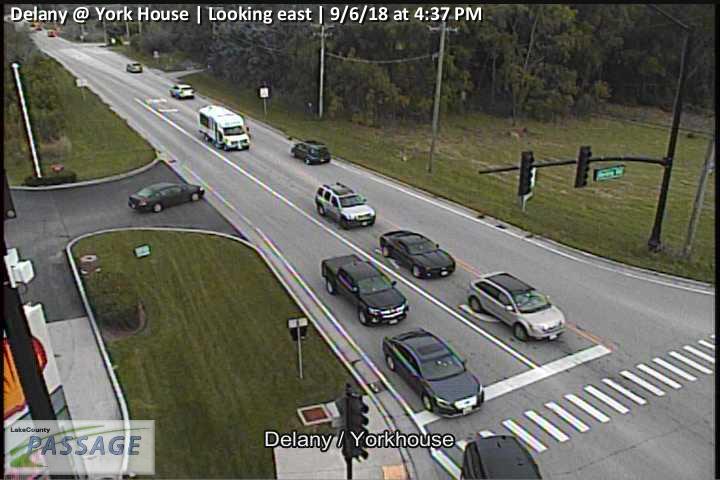 Delany @ York House | Looking east | 9/6/18 at 4:37 PM
Delany / Yorkhouse
LakeCounty
PASSAGE